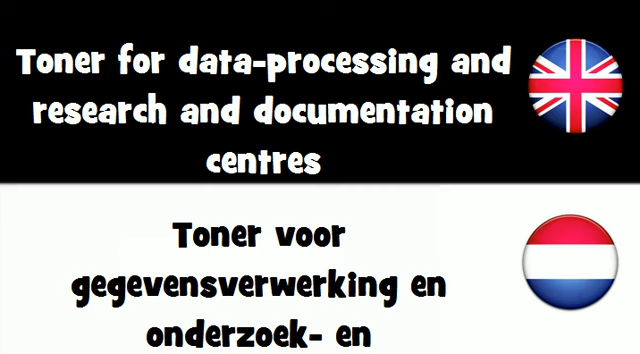 Toner for data-processing and
research and documentation
centres
Toner voor
gegevensverwerking en
onderzoek- en